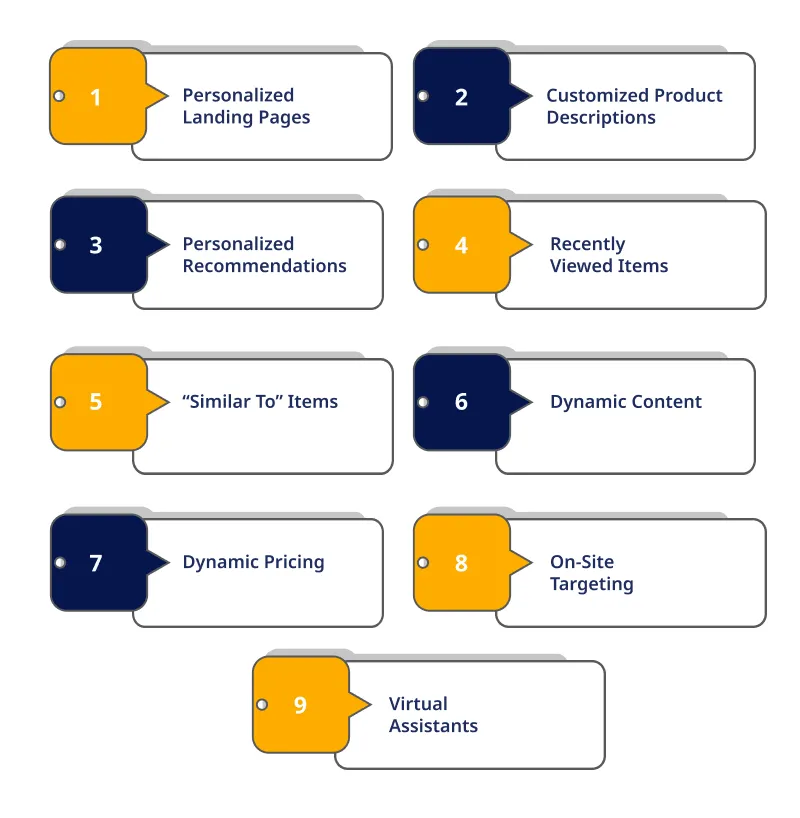 1
Personalized
Landing Pages
2
Customized Product
Descriptions
3
Personalized
Recommendations
4
Recently
Viewed Items
5
“Similar To” Items
6
Dynamic Content
7
Dynamic Pricing
8
On-Site
Targeting
9
Virtual
Assistants